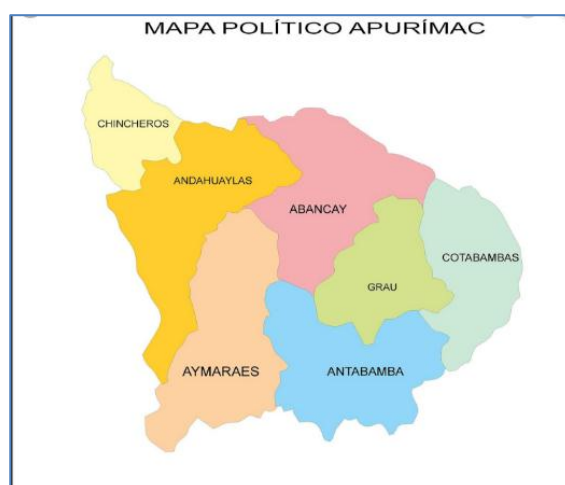 MAPA POLÍTICO APURÍMAC
CHINCHEROS
ANDAHUAYLAS
ABANCAY
COTABAMBAS
GRAU
AYMARAES
ANTABAMBA